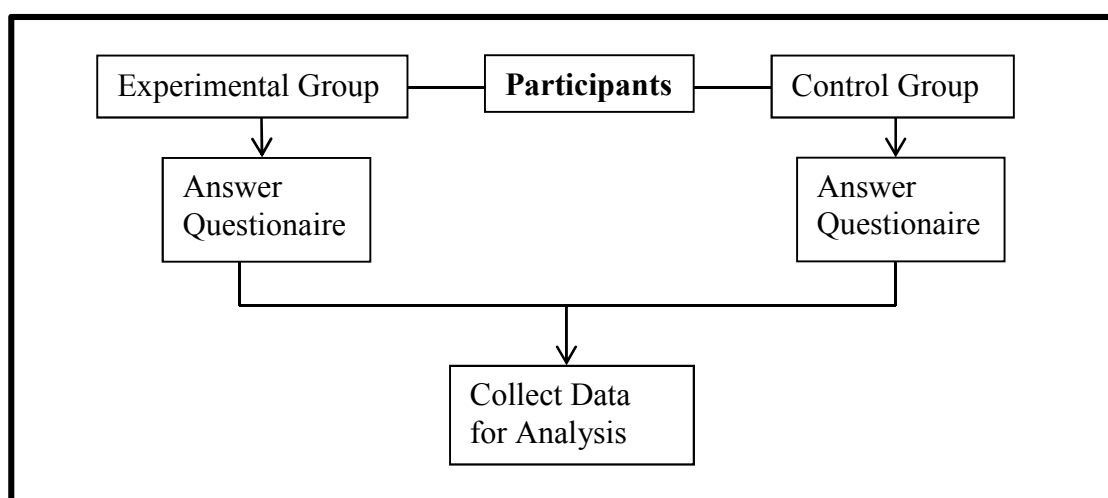 Experimental Group
Participants
Control Group
Answer
Questionaire
Answer
Questionaire
Collect Data
for Analysis